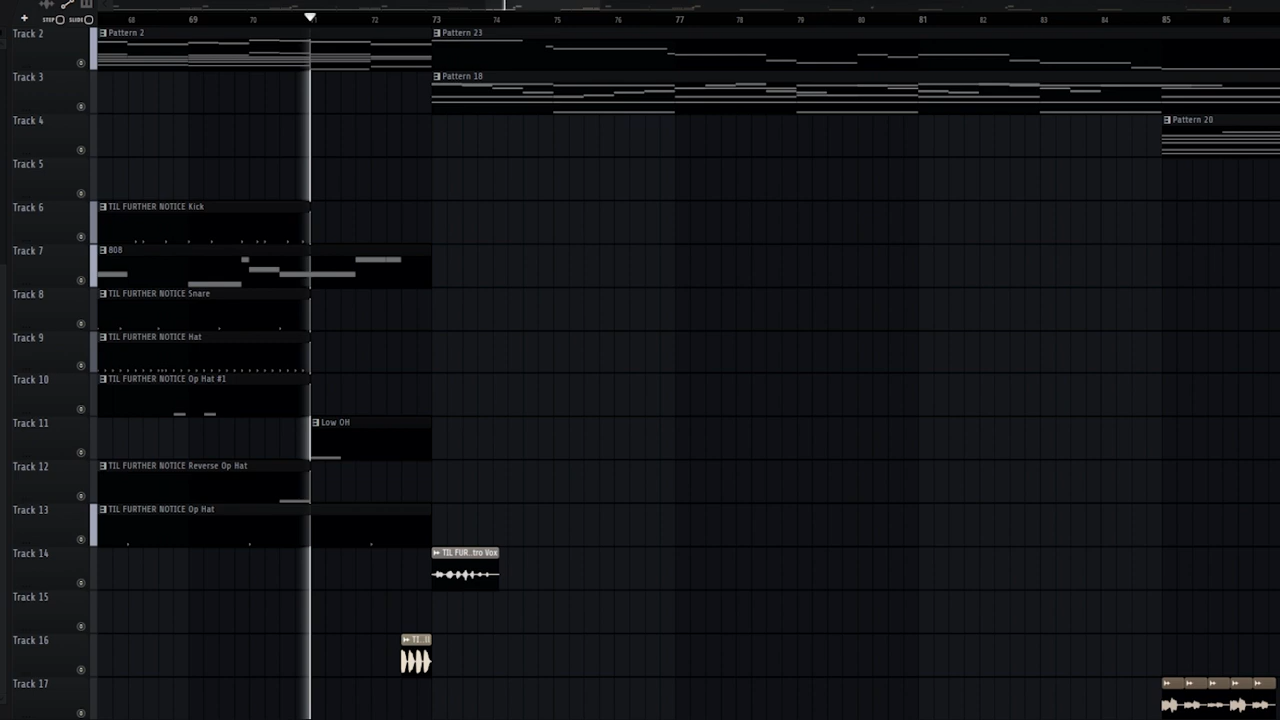 STEP SLIDE 68 69 70 71 72 73 74 75 76 77 78 79 80 81 82 83 84 85 86
Track 2 Pattern 2 Pattern 23
Track 3 Pattern 18
Track 4 Pattern 20
Track 5
Track 6 TIL FURTHER NOTICE Kick
Track 7 808
Track 8 TIL FURTHER NOTICE Snare
Track 9 TIL FURTHER NOTICE Hat
Track 10 TIL FURTHER NOTICE Op Hat #1
Track 11 Low OH
Track 12 TIL FURTHER NOTICE Reverse Op Hat
Track 13 TIL FURTHER NOTICE Op Hat
Track 14 TIL FUR..tro Vox
Track 15
Track 16
Track 17